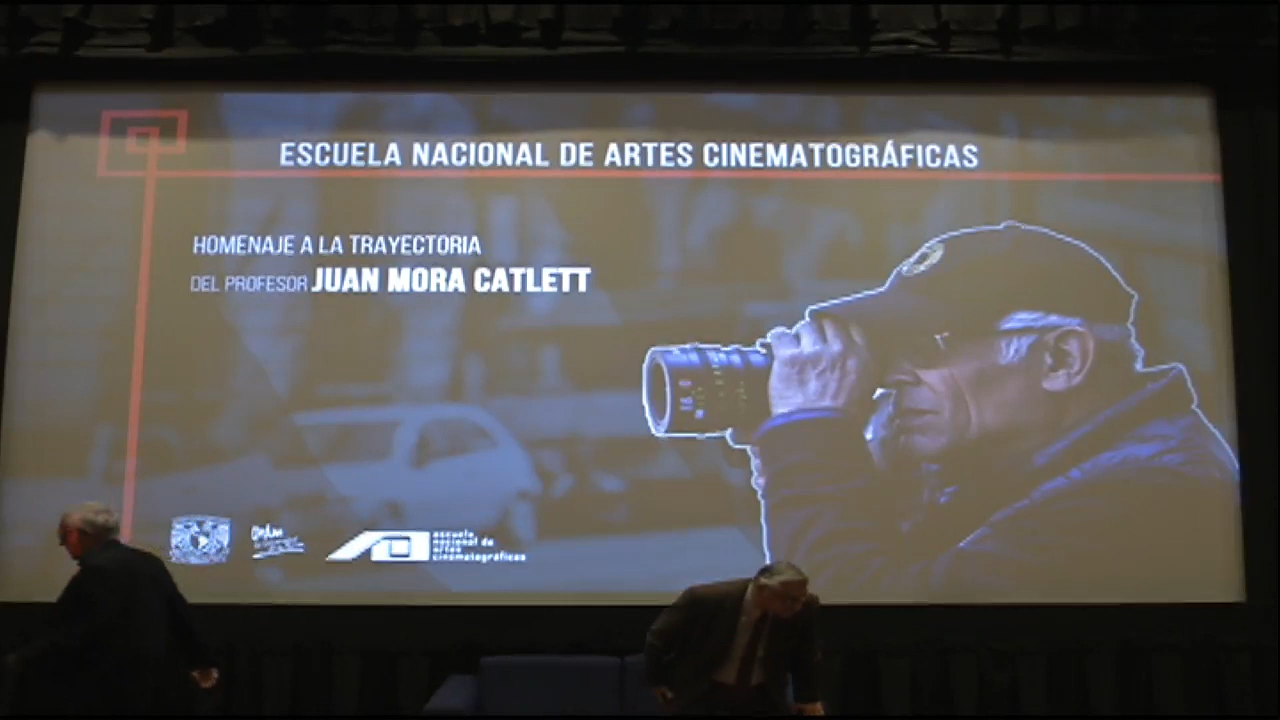 ESCUELA NACIONAL DE ARTES CINEMATOGRÁFICAS
HOMENAJE A LA TRAYECTORIA
DEL PROFESOR JUAN MORA CATLETT
escuela
nacional de
artes
cinematográficas